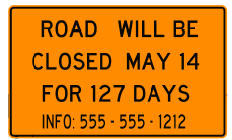 ROAD WILL BE
CLOSED MAY 14
FOR 127 DAYS
INFO: 555 - 555 - 1212